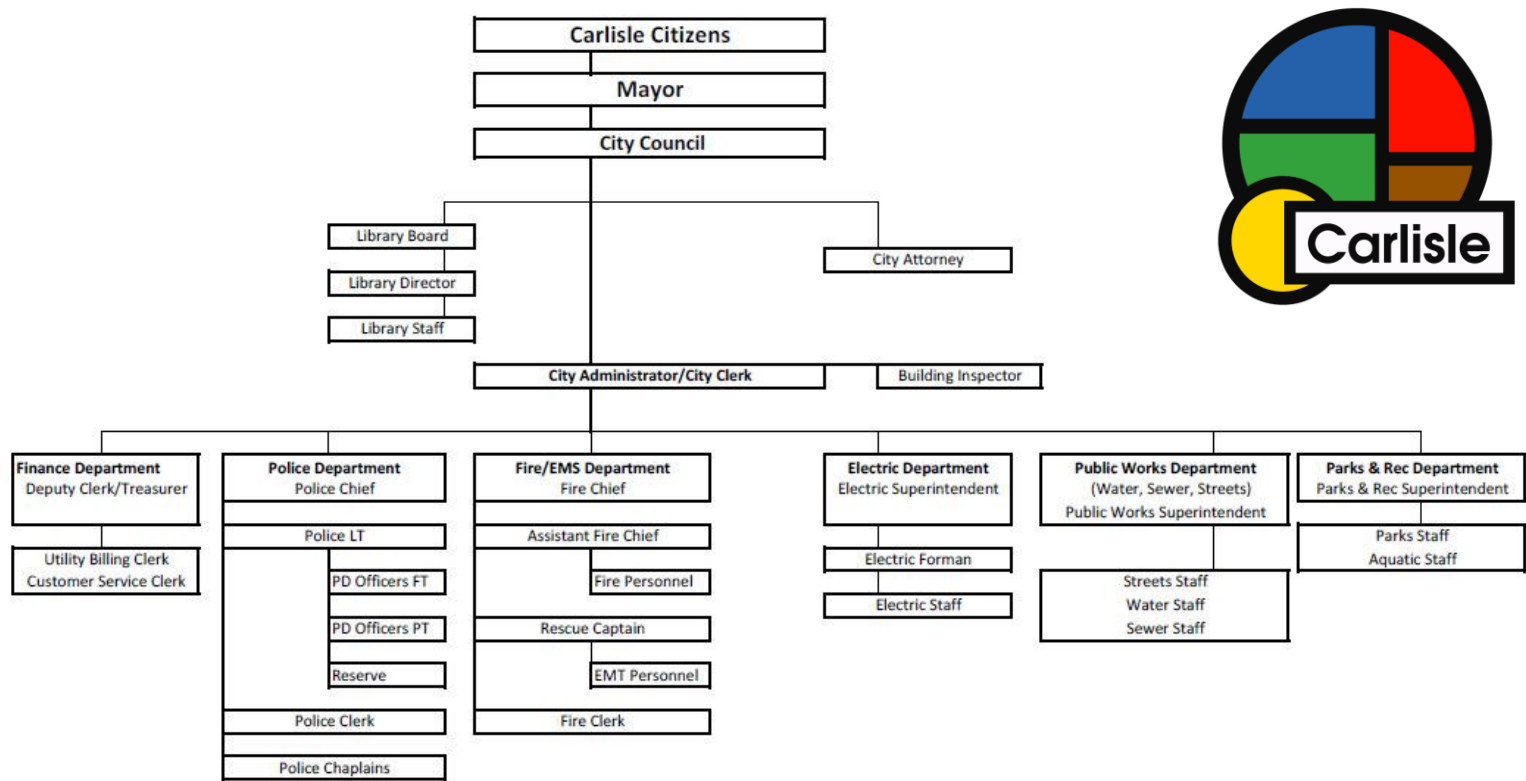 Carlisle Citizens
Mayor
City Council
Carlisle
Library Board
City Attorney
Library Director
Library Staff
City Administrator/City Clerk
Building Inspector
Finance Department
Deputy Clerk/Treasurer
Utility Billing Clerk
Customer Service Clerk
Police Department
Police Chief
Police LT
PD Officers FT
PD Officers PT
Reserve
Police Clerk
Police Chaplains
Fire/EMS Department
Fire Chief
Assistant Fire Chief
Fire Personnel
Rescue Captain
EMT Personnel
Fire Clerk
Electric Department
Electric Superintendent
Electric Forman
Electric Staff
Public Works Department
(Water, Sewer, Streets)
Public Works Superintendent
Streets Staff
Water Staff
Sewer Staff
Parks & Rec Department
Parks & Rec Superintendent
Parks Staff
Aquatic Staff